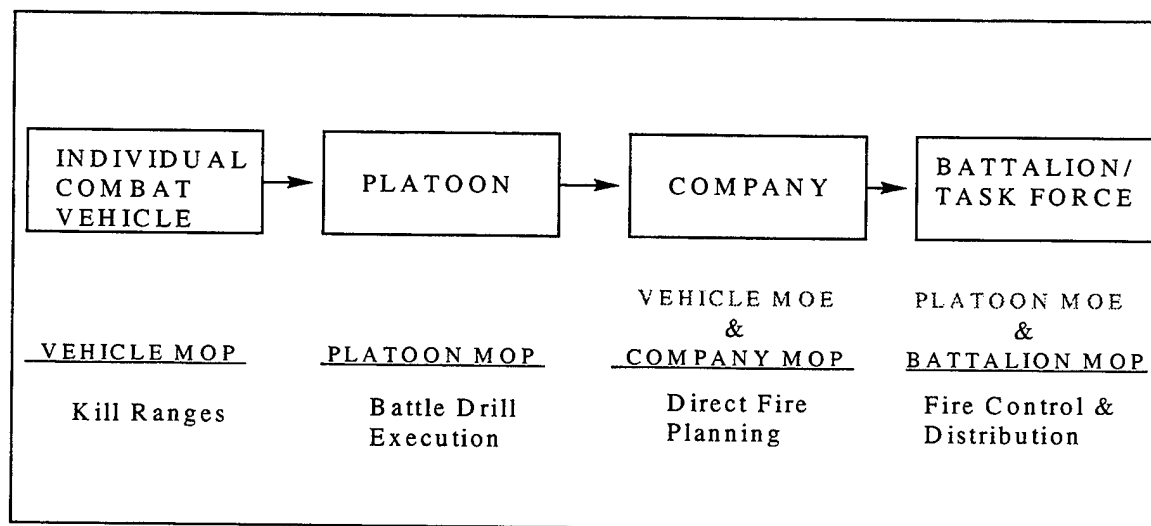 INDIVIDUAL
COMBAT
VEHICLE
PLATOON
COMPANY
BATTALION/
TASK FORCE
VEHICLE MOP
Kill Ranges
PLATOON MOP
Battle Drill
Execution
VEHICLE MOE
&
COMPANY MOP
Direct Fire
Planning
PLATOON MOE
&
BATTALION MOP
Fire Control &
Distribution